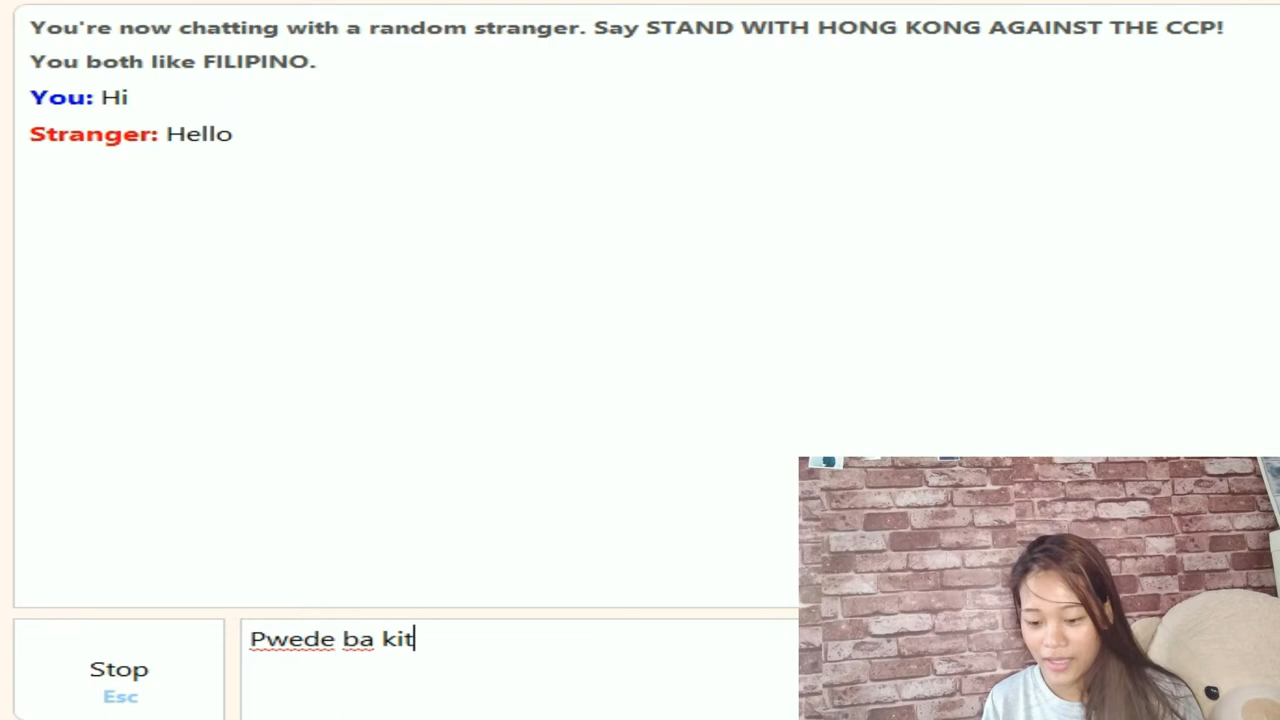 You're now chatting with a random stranger. Say STAND WITH HONG KONG AGAINST THE CCP!
You both like FILIPINO.
You: Hi
Stranger: Hello
Pwede ba kit
Stop
Esc